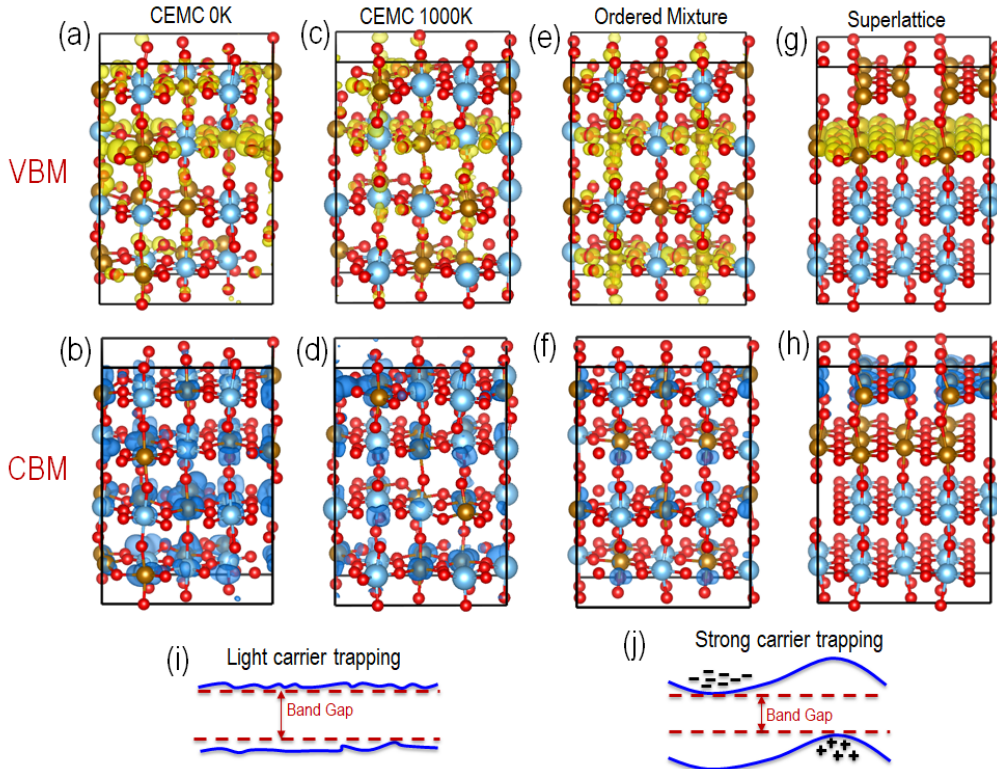 CEMC 0K
CEMC 1000K
Ordered Mixture
Superlattice
(a)
(c)
(e)
(g)
VBM
(b)
(d)
(f)
(h)
CBM
(i)
Light carrier trapping
Band Gap
(j)
Strong carrier trapping
Band Gap